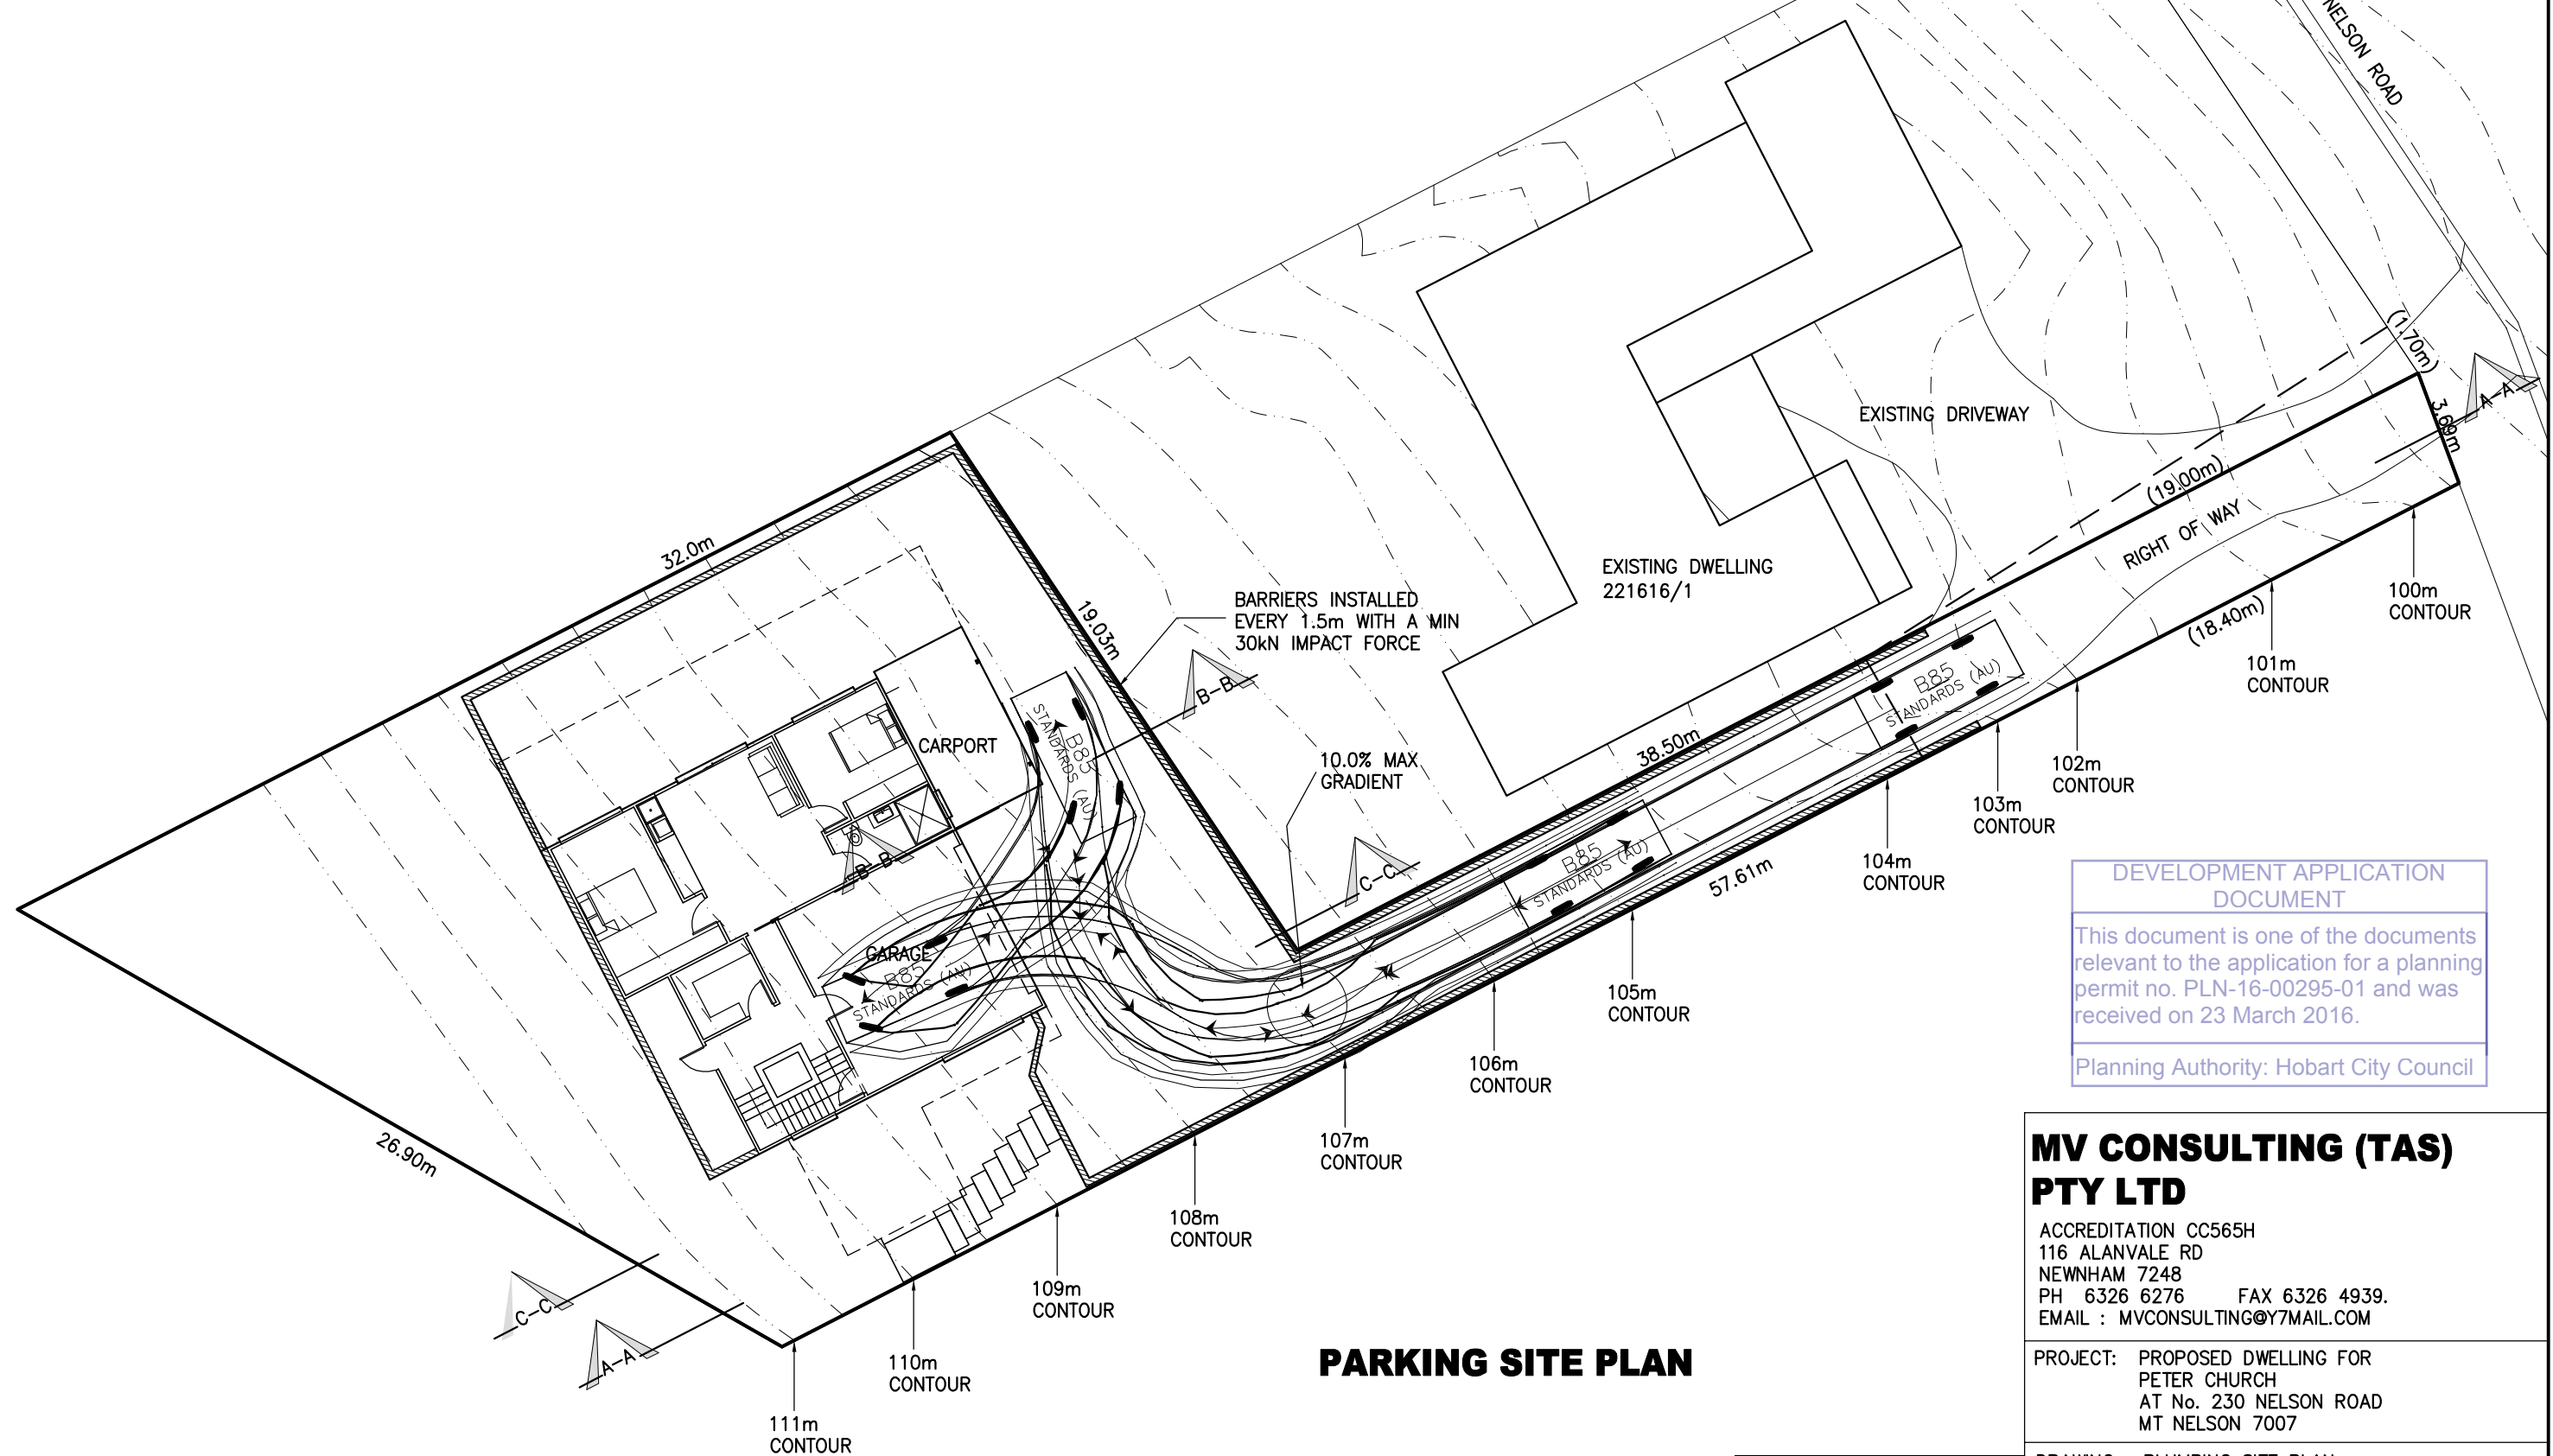 NELSON ROAD
(1.70m)
A-A
3.69m
EXISTING DRIVEWAY
(19.00m)
RIGHT OF WAY
32.0m
EXISTING DWELLING
221616/1
100m
CONTOUR
BARRIERS INSTALLED
EVERY 1.5m WITH A MIN
30kN IMPACT FORCE
19.03m
(18.40m)
101m
CONTOUR
B85
STANDARDS (AU)
B-B
CARPORT
B85
STANDARDS (AU)
38.50m
10.0% MAX
GRADIENT
102m
CONTOUR
103m
CONTOUR
B85
STANDARDS (AU)
C-C
57.61m
104m
CONTOUR
B-B
GARAGE
B85
STANDARDS (AU)
105m
CONTOUR
106m
CONTOUR
107m
CONTOUR
108m
CONTOUR
26.90m
109m
CONTOUR
C-C
A-A
110m
CONTOUR
111m
CONTOUR
PARKING SITE PLAN
DEVELOPMENT APPLICATION
DOCUMENT
This document is one of the documents
relevant to the application for a planning
permit no. PLN-16-00295-01 and was
received on 23 March 2016.
Planning Authority: Hobart City Council
MV CONSULTING (TAS)
PTY LTD
ACCREDITATION CC565H
116 ALANVALE RD
NEWNHAM 7248
PH 6326 6276 FAX 6326 4939.
EMAIL : MVCONSULTING@Y7MAIL.COM
PROJECT: PROPOSED DWELLING FOR
PETER CHURCH
AT No. 230 NELSON ROAD
MT NELSON 7007